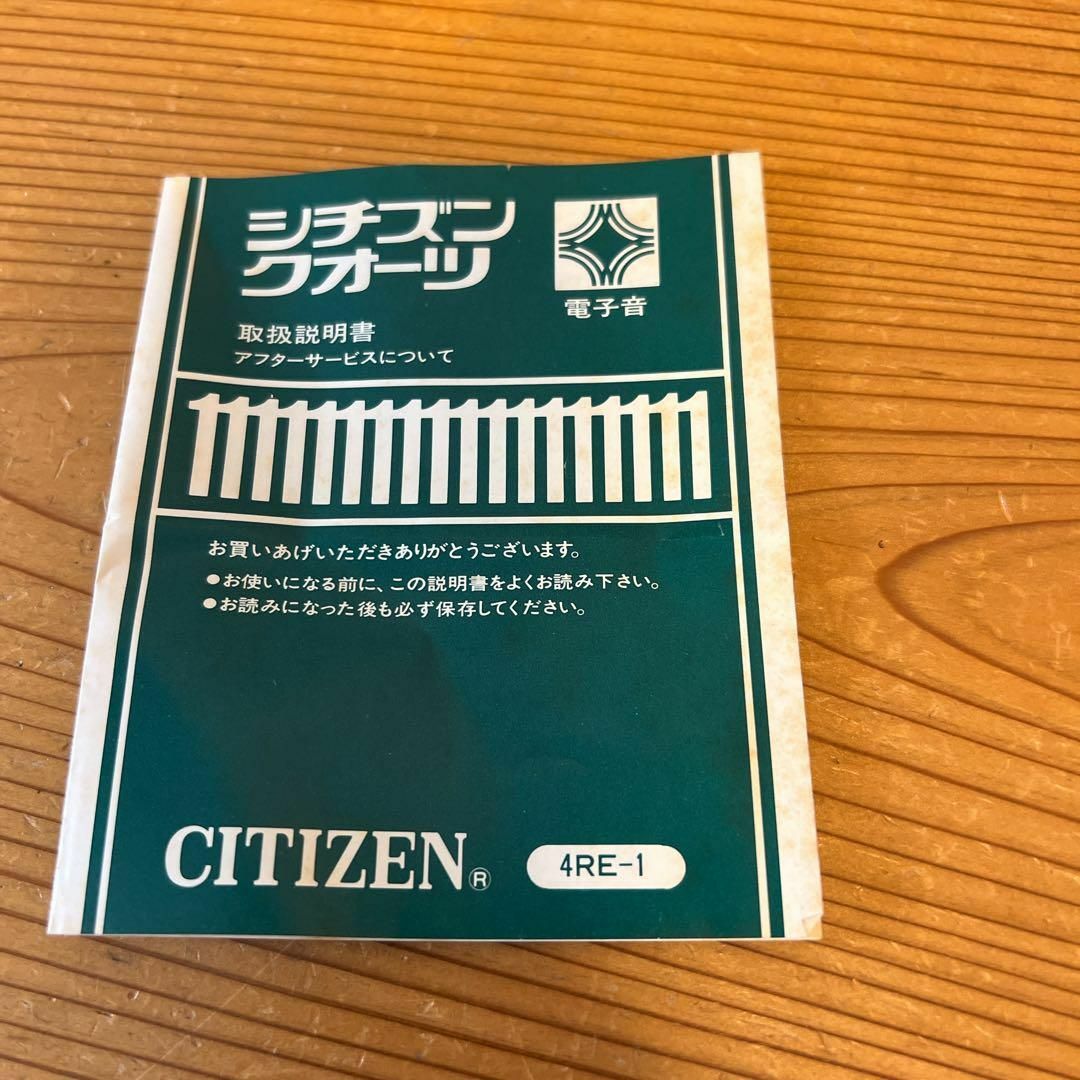 シチズン
クオーツ
電子音
取扱説明書
アフターサービスについて
お買いあげいただきありがとうございます。
●お使いになる前に、この説明書をよくお読み下さい。
●お読みになった後も必ず保存してください。
CITIZEN®
4RE-1